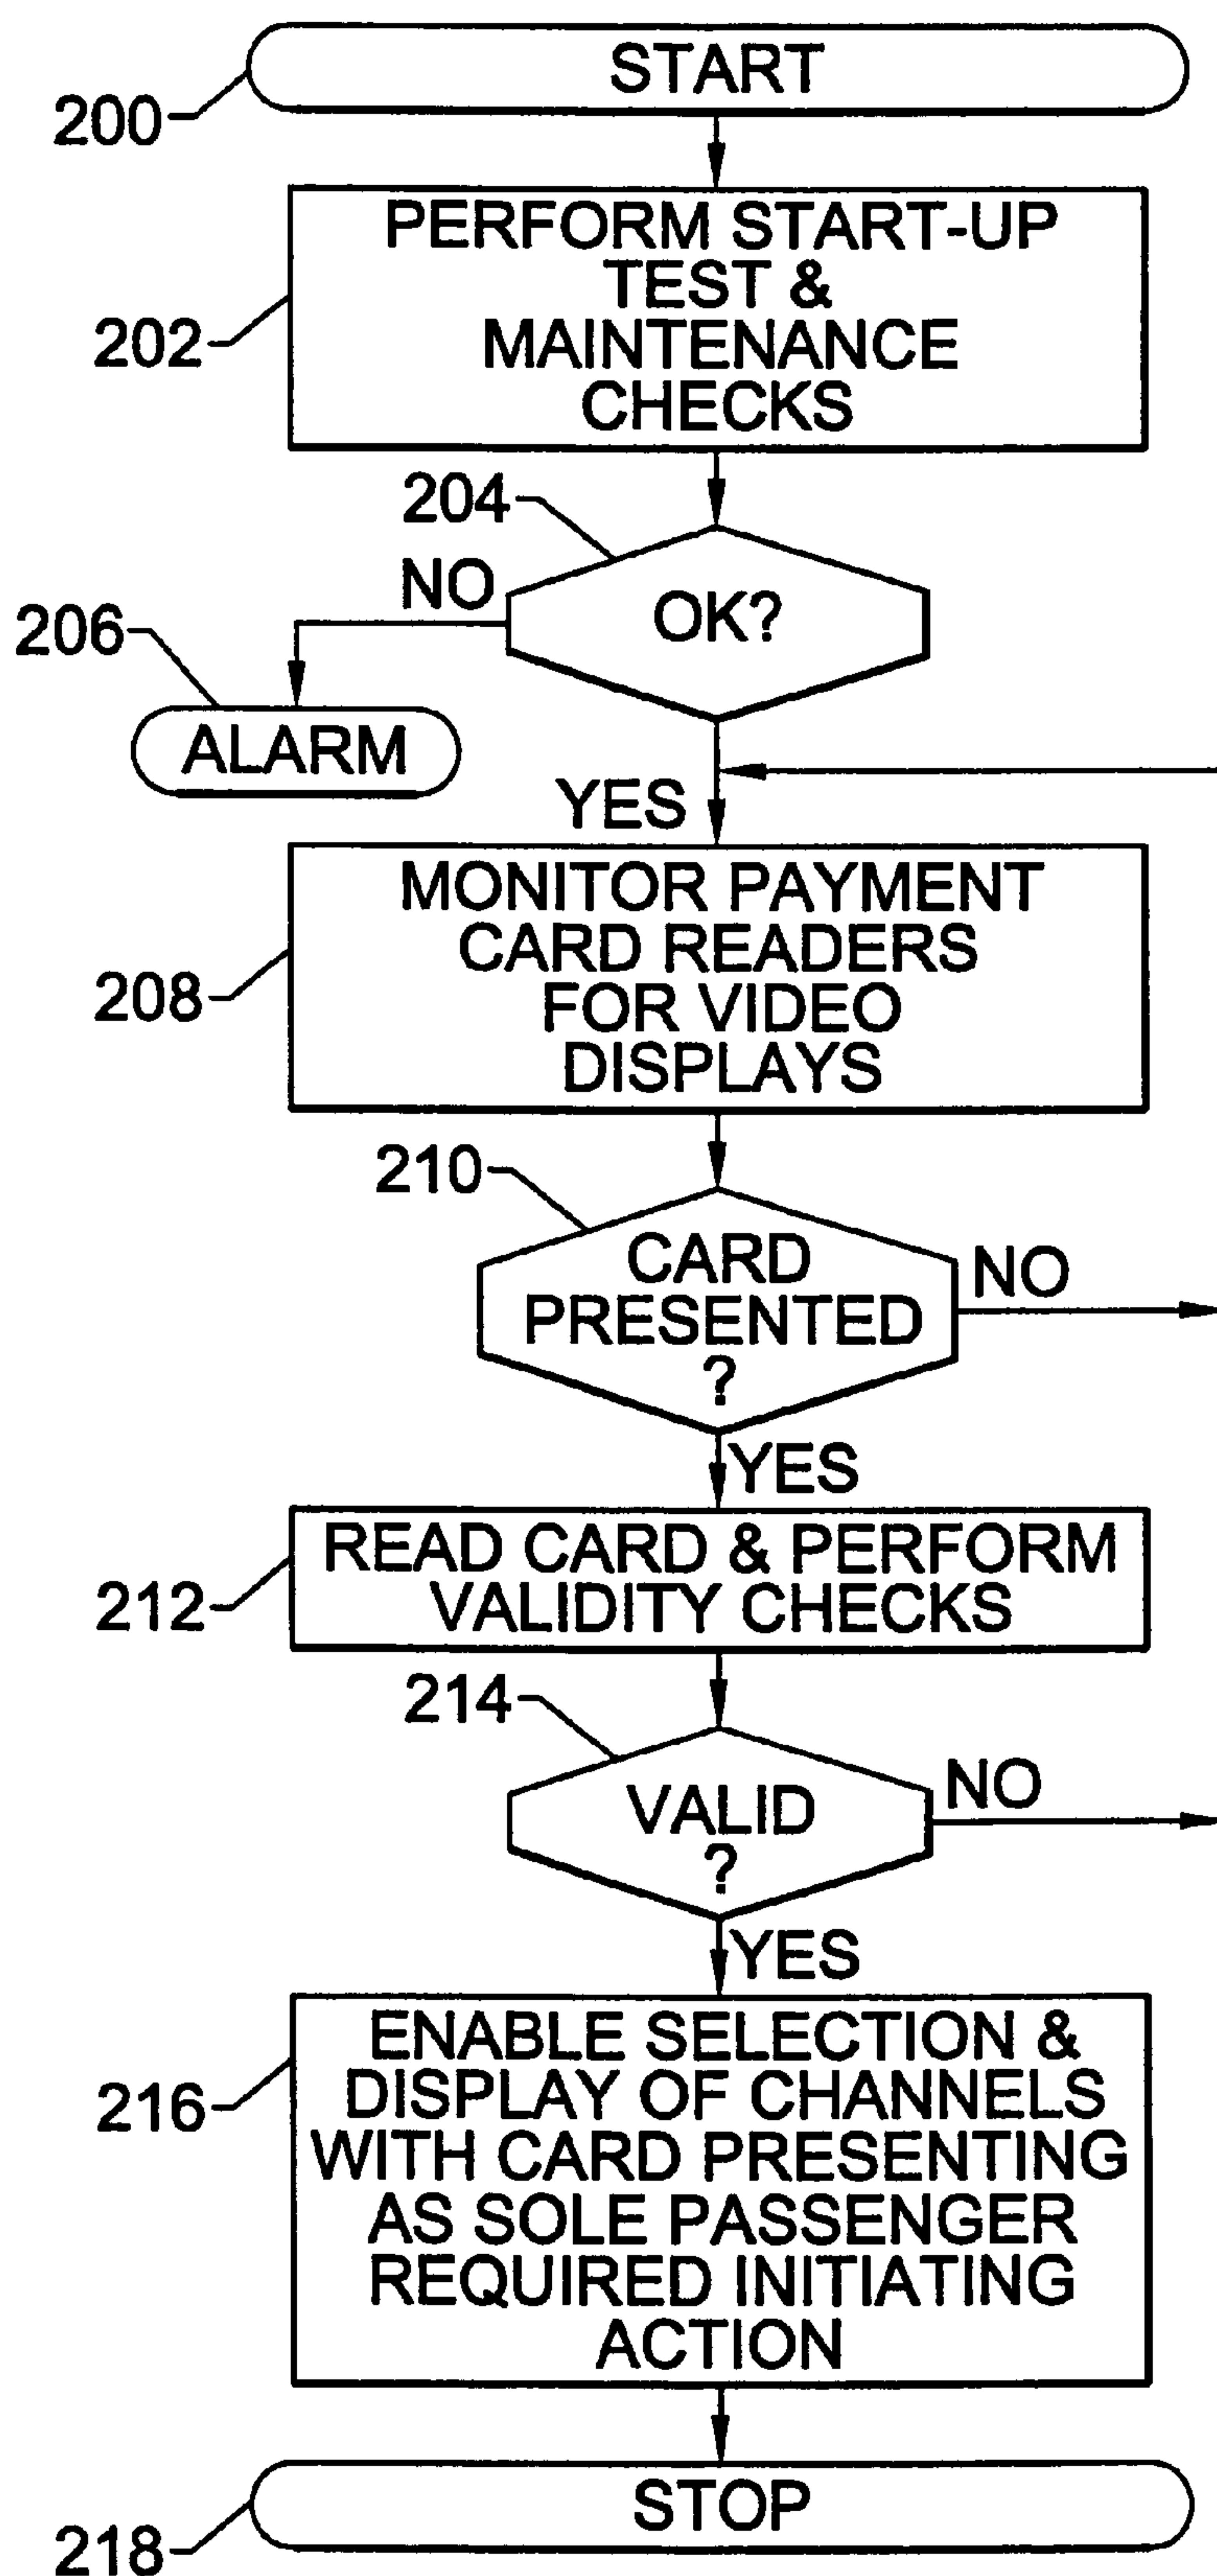 START
200
PERFORM START-UP
TEST &
MAINTENANCE
CHECKS
202
204
NO
OK?
206
ALARM
YES
MONITOR PAYMENT
CARD READERS
FOR VIDEO
DISPLAYS
208
210
CARD
PRESENTED
?
NO
YES
READ CARD & PERFORM
VALIDITY CHECKS
212
214
VALID
?
NO
YES
ENABLE SELECTION &
DISPLAY OF CHANNELS
WITH CARD PRESENTING
AS SOLE PASSENGER
REQUIRED INITIATING
ACTION
216
STOP
218